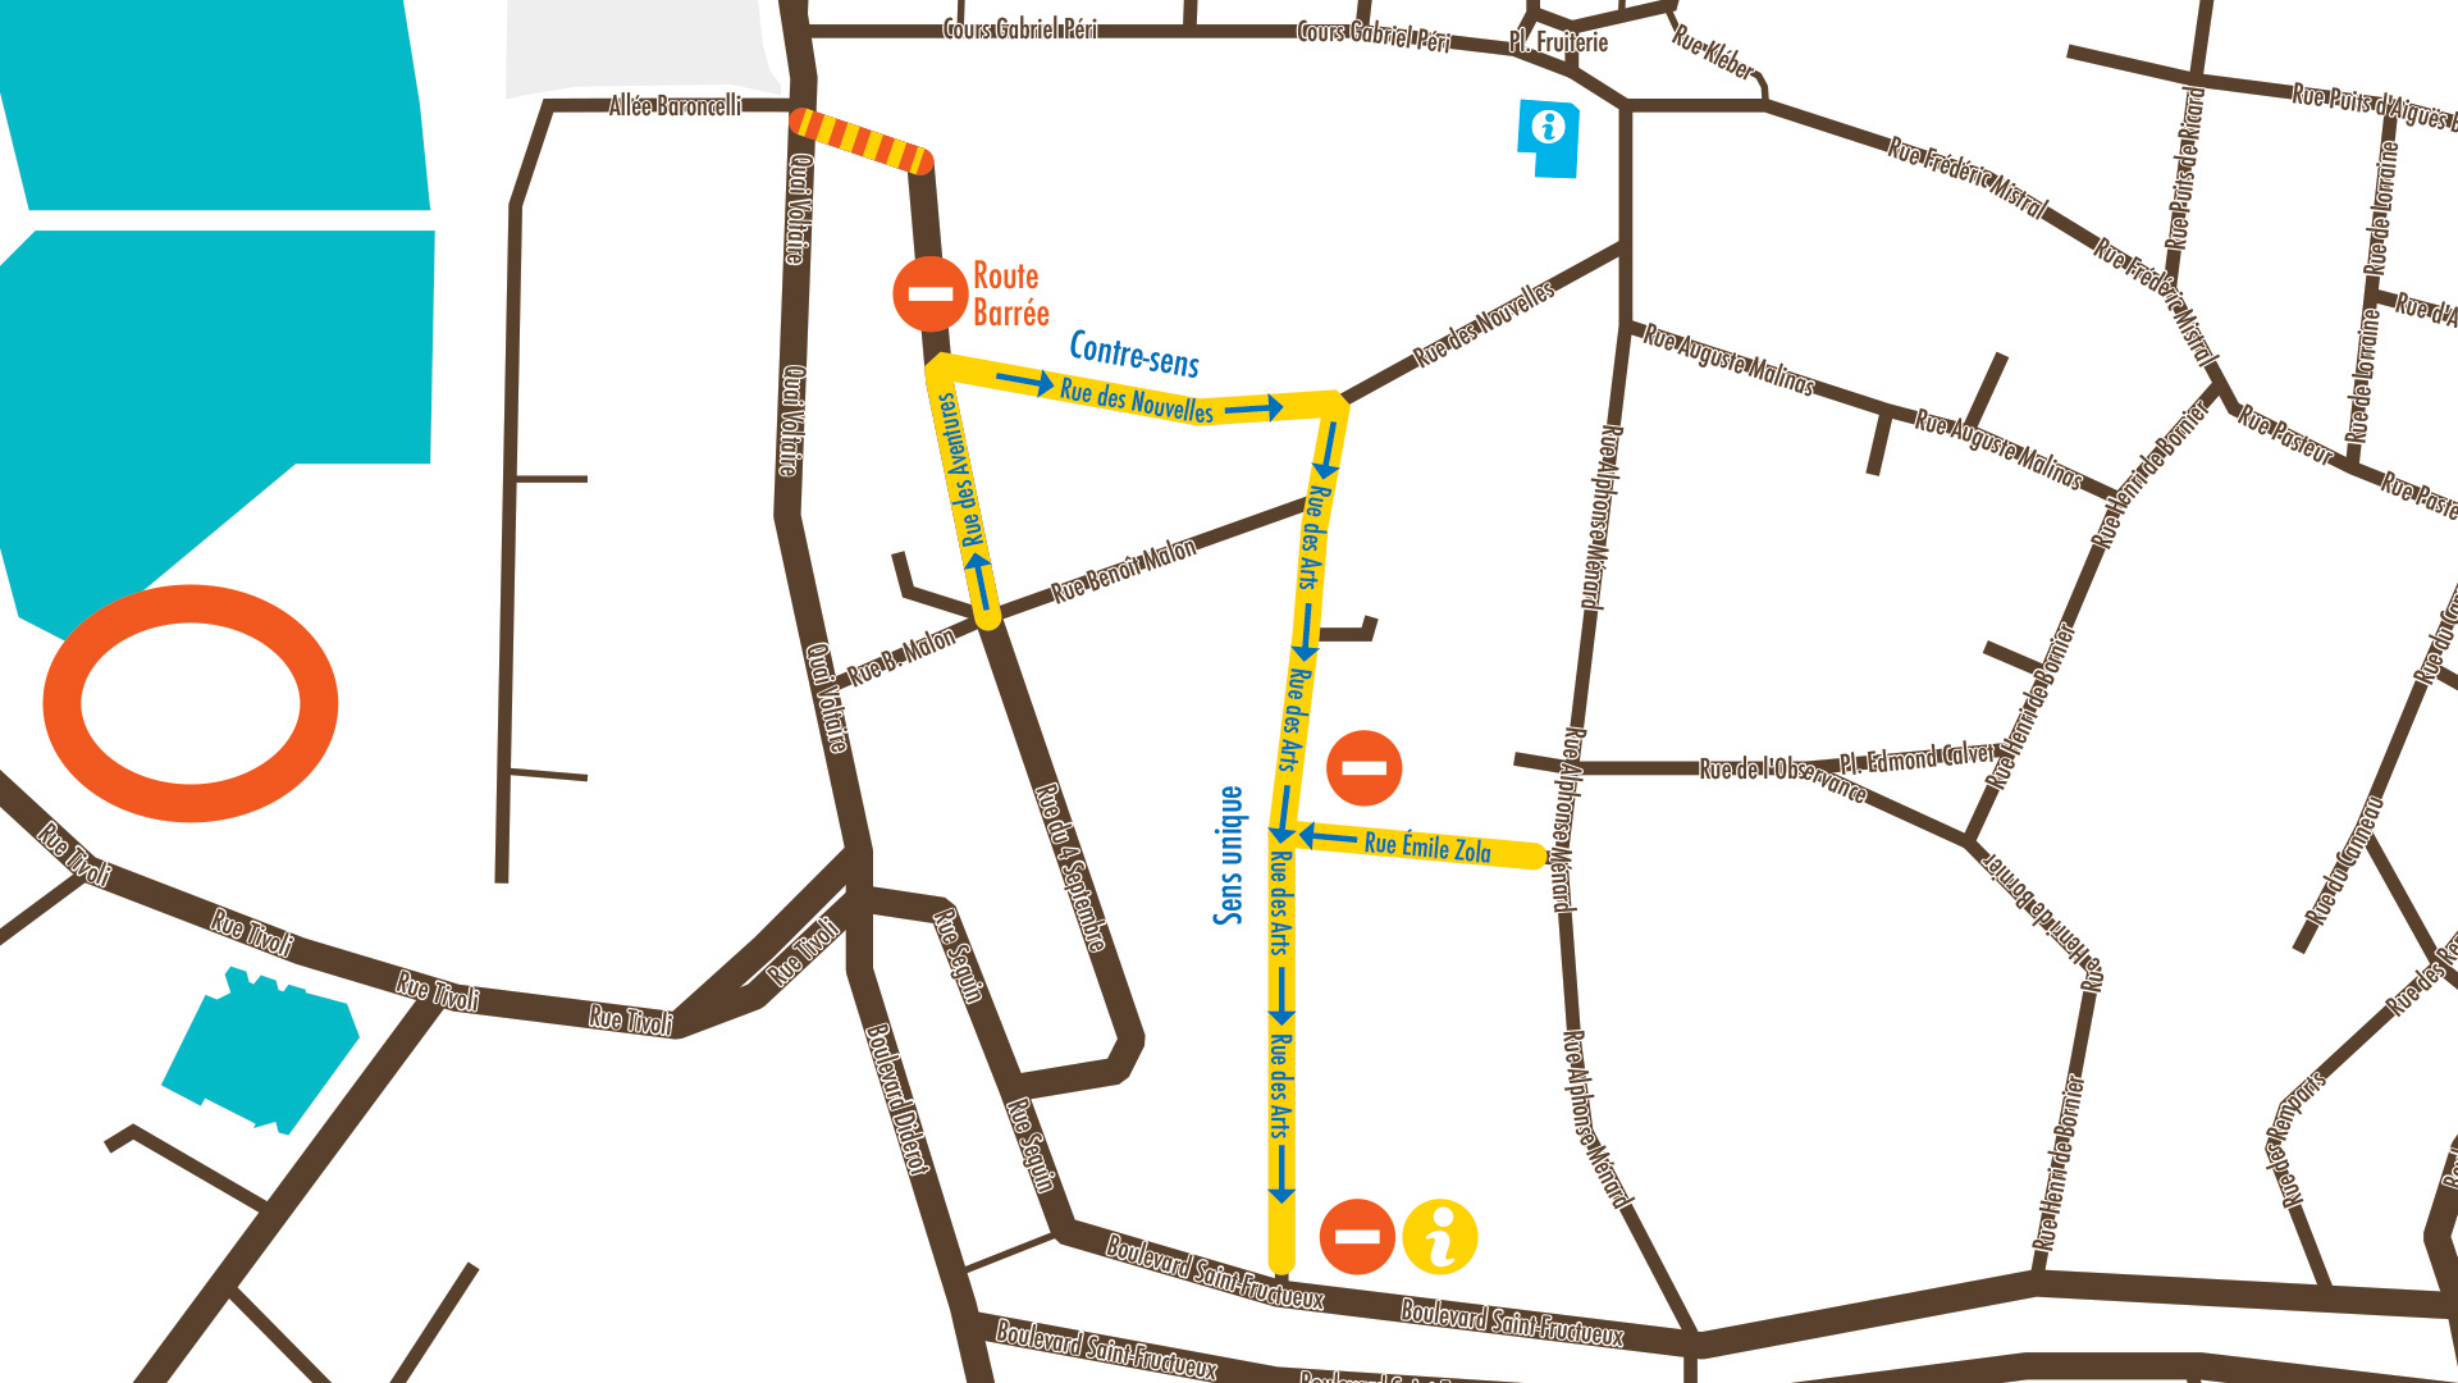 Cours Gabriel Péri
Cours Gabriel Péri
Pl. Fruiterie
Rue Kléber
Allée Baroncelli
Rue Puits d'Aigues
Rue Puits de Ricard
Rue de Lorraine
Rue Frédéric Mistral
Quai Voltaire
Route
Barrée
Rue Frédéric Mistral
Rue d'A
Contre-sens
Rue des Nouvelles
Rue des Nouvelles
Rue Auguste Malinas
Rue de Lorraine
Quai Voltaire
Rue des Aventures
Rue Auguste Malinas
Rue Henri de Bornier
Rue Pasteur
Rue Paste
Rue des Arts
Rue Alphonse Ménard
Rue Benoît Malon
Rue B. Malon
Quai Voltaire
Rue des Arts
Rue Henri de Bornier
Rue de l'Observance
Pl. Edmond Calvet
Rue du 4 Septembre
Sens unique
Rue Émile Zola
Rue Alphonse Ménard
Rue du Cameau
Rue Tivoli
Rue Tivoli
Rue Tivoli
Rue Tivoli
Rue Tivoli
Rue Seguin
Rue des Arts
Rue Henri de Bornier
Rue des Re
Boulevard Diderot
Rue Seguin
Rue des Arts
Rue Alphonse Ménard
Rue Henri de Bornier
Rue des Remparts
Boulevard Saint-Fructueux
Boulevard Saint-Fructueux
Boulevard Saint-Fructueux